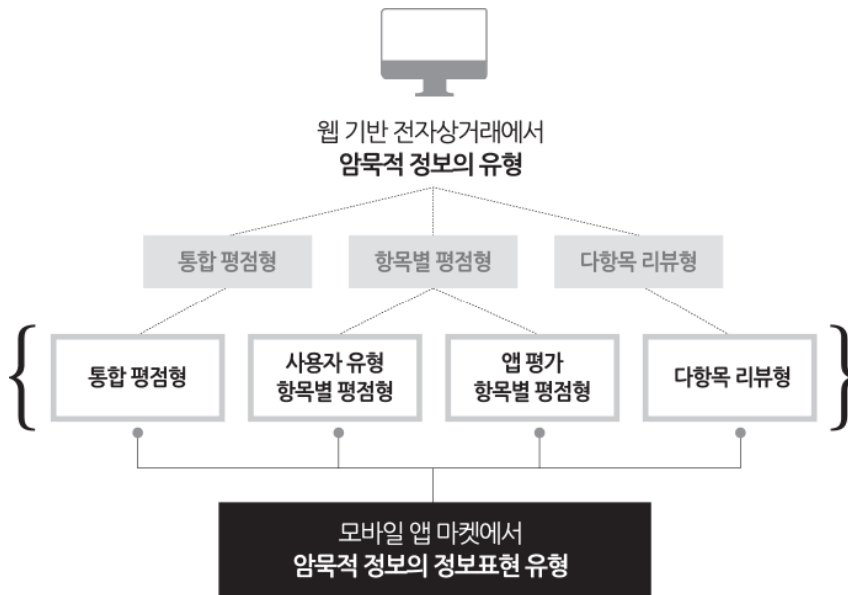 웹 기반 전자상거래에서
암묵적 정보의 유형
통합 평점형
항목별 평점형
다항목 리뷰형
통합 평점형
사용자 유형
항목별 평점형
앱 평가
항목별 평점형
다항목 리뷰형
모바일 앱 마켓에서
암묵적 정보의 정보표현 유형